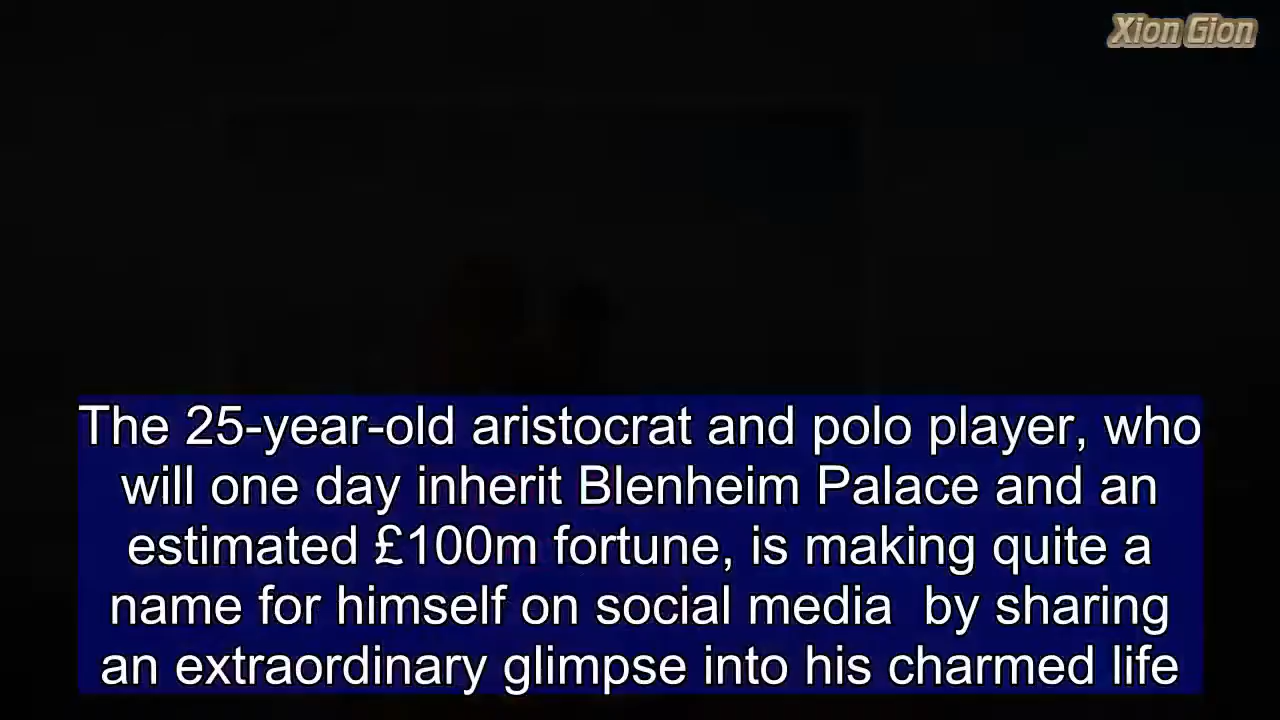 Xion Gion
The 25-year-old aristocrat and polo player, who
will one day inherit Blenheim Palace and an
estimated £100m fortune, is making quite a
name for himself on social media  by sharing
an extraordinary glimpse into his charmed life